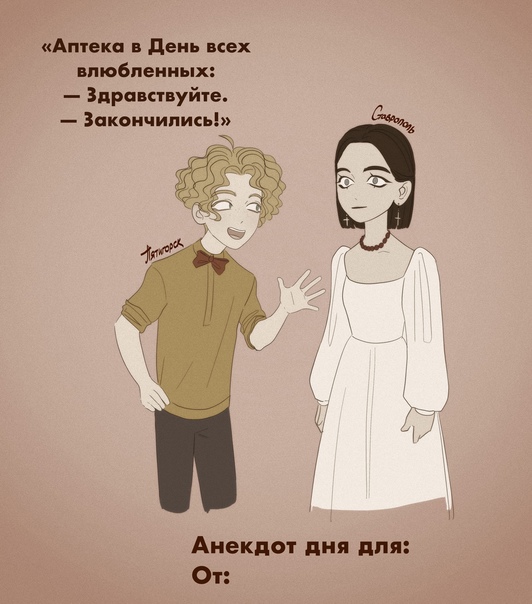 «Аптека в День всех
влюбленных:
— Здравствуйте.
— Закончились!»
Ставрополь
Пятигорск
Анекдот дня для:
От: